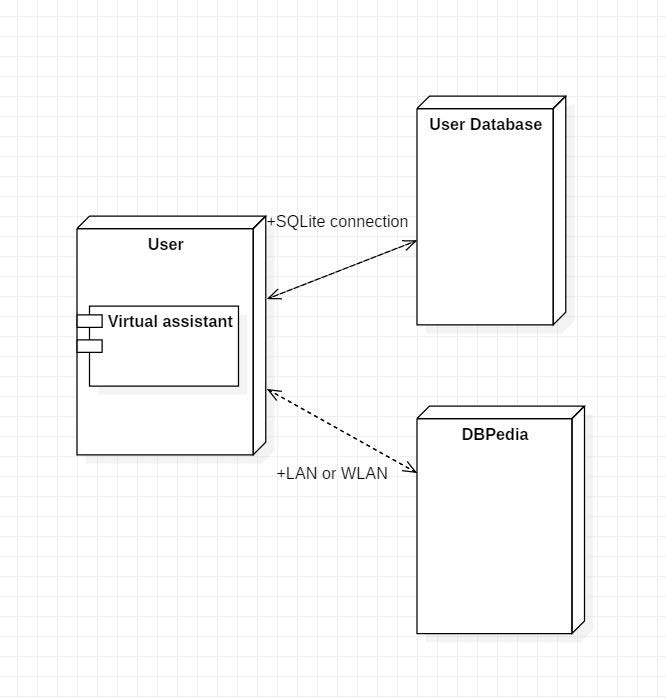 User Database
+SQLite connection
User
Virtual assistant
DBPedia
+LAN or WLAN